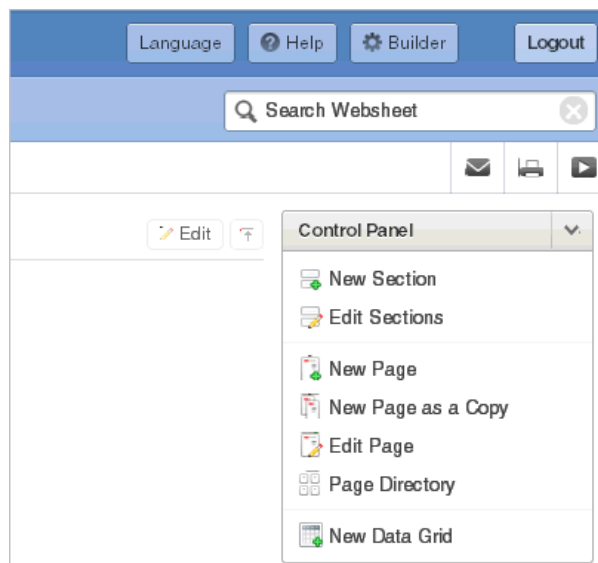 Language Help Builder Logout
Search Websheet
Edit
Control Panel
New Section
Edit Sections
New Page
New Page as a Copy
Edit Page
Page Directory
New Data Grid